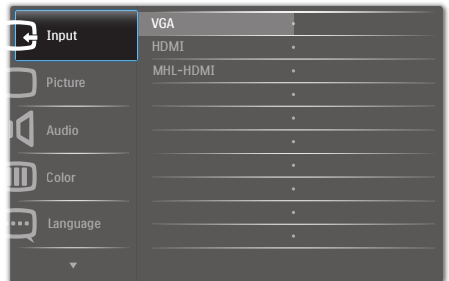 Input
Picture
Audio
Color
Language
VGA
HDMI
MHL-HDMI